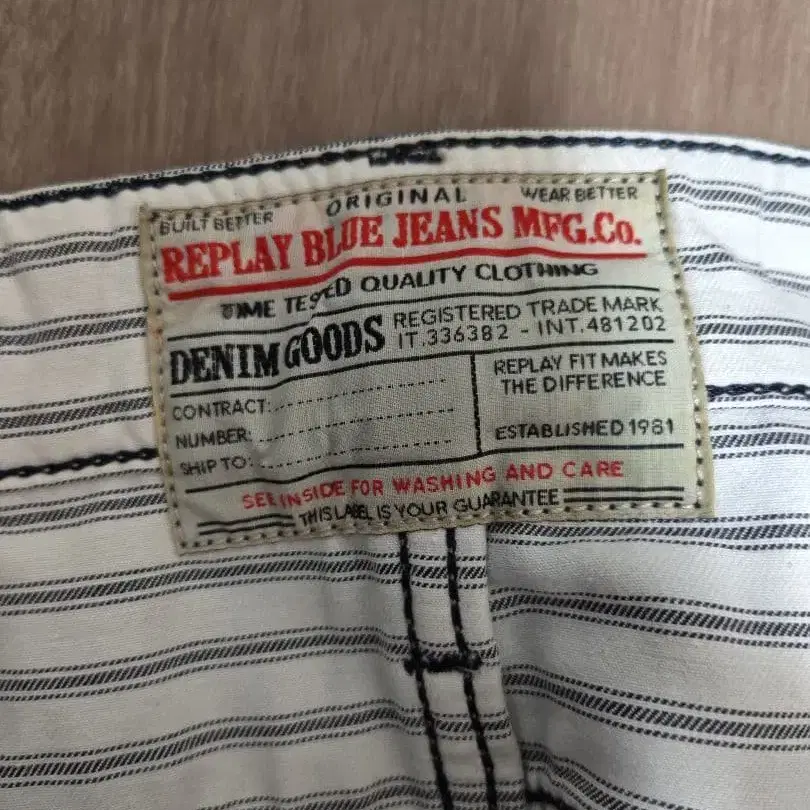 BUILT BETTER ORIGINAL WEAR BETTER
REPLAY BLUE JEANS MFG.Co.
TIME TESTED QUALITY CLOTHING
DENIM GOODS
REGISTERED TRADE MARK
IT.336382 - INT.481202
CONTRACT:
NUMBER:
SHIP TO:
REPLAY FIT MAKES
THE DIFFERENCE
ESTABLISHED 1981
SEE INSIDE FOR WASHING AND CARE
THIS LABEL IS YOUR GUARANTEE